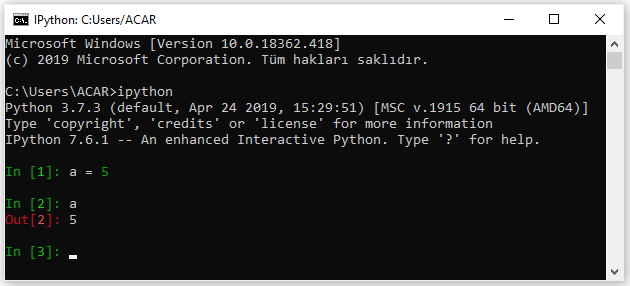 IPython: C:Users/ACAR
Microsoft Windows [Version 10.0.18362.418]
(c) 2019 Microsoft Corporation. Tüm hakları saklıdır.
C:\Users\ACAR>ipython
Python 3.7.3 (default, Apr 24 2019, 15:29:51) [MSC v.1915 64 bit (AMD64)]
Type 'copyright', 'credits' or 'license' for more information
IPython 7.6.1 -- An enhanced Interactive Python. Type '?' for help.
In [1]: a = 5
In [2]: a
Out[2]: 5
In [3]: